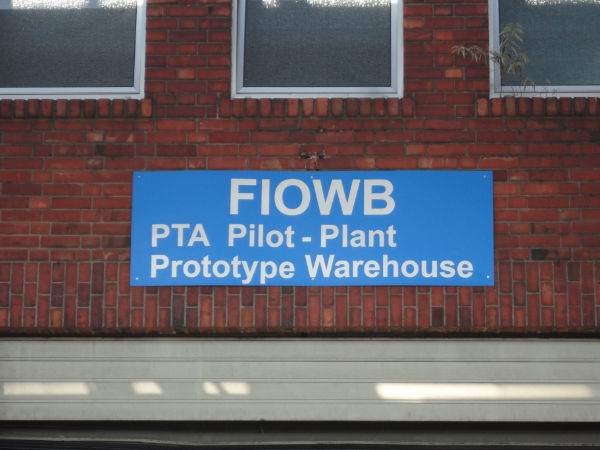 FIOWB
PTA Pilot - Plant
Prototype Warehouse